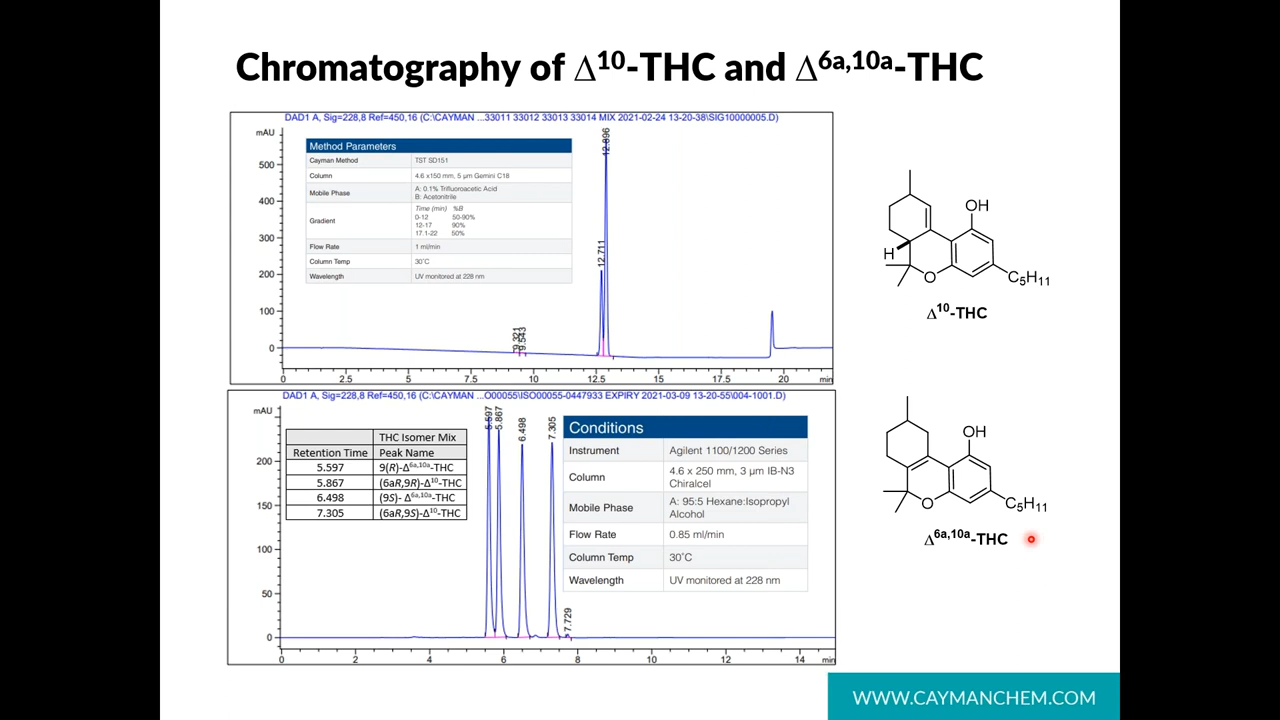 Chromatography of Δ10-THC and Δ6a,10a-THC
DAD1 A, Sig=228,8 Ref=450,16 (C:\CAYMAN ...33011 33012 33013 33014 MIX 2021-02-24 13-20-38\SIG10000005.D)
mAU
500
400
300
200
100
0
0 2.5 5 7.5 10 12.5 15 17.5 20 min
9.321
9.543
12.711
12.896
Method Parameters
Cayman Method TST SD151
Column 4.6 x150 mm, 5 µm Gemini C18
Mobile Phase A: 0.1% Trifluoroacetic Acid
B: Acetonitrile
Gradient Time (min) %B
0-12 50-90%
12-17 90%
17.1-22 50%
Flow Rate 1 ml/min
Column Temp 30˚C
Wavelength UV monitored at 228 nm
OH
H
O
C5H11
Δ10-THC
DAD1 A, Sig=228,8 Ref=450,16 (C:\CAYMAN ...O00055\ISO00055-0447933 EXPIRY 2021-03-09 13-20-55\004-1001.D)
mAU
200
150
100
50
0
0 2 4 6 8 10 12 14 min
5.597
5.867
6.498
7.305
7.729
THC Isomer Mix
Retention Time Peak Name
5.597 9(R)-Δ6a,10a-THC
5.867 (6aR,9R)-Δ10-THC
6.498 (9S)- Δ6a,10a-THC
7.305 (6aR,9S)-Δ10-THC
Conditions
Instrument Agilent 1100/1200 Series
Column 4.6 x 250 mm, 3 µm IB-N3
Chiralcel
Mobile Phase A: 95:5 Hexane:Isopropyl
Alcohol
Flow Rate 0.85 ml/min
Column Temp 30˚C
Wavelength UV monitored at 228 nm
OH
O
C5H11
Δ6a,10a-THC
WWW.CAYMANCHEM.COM